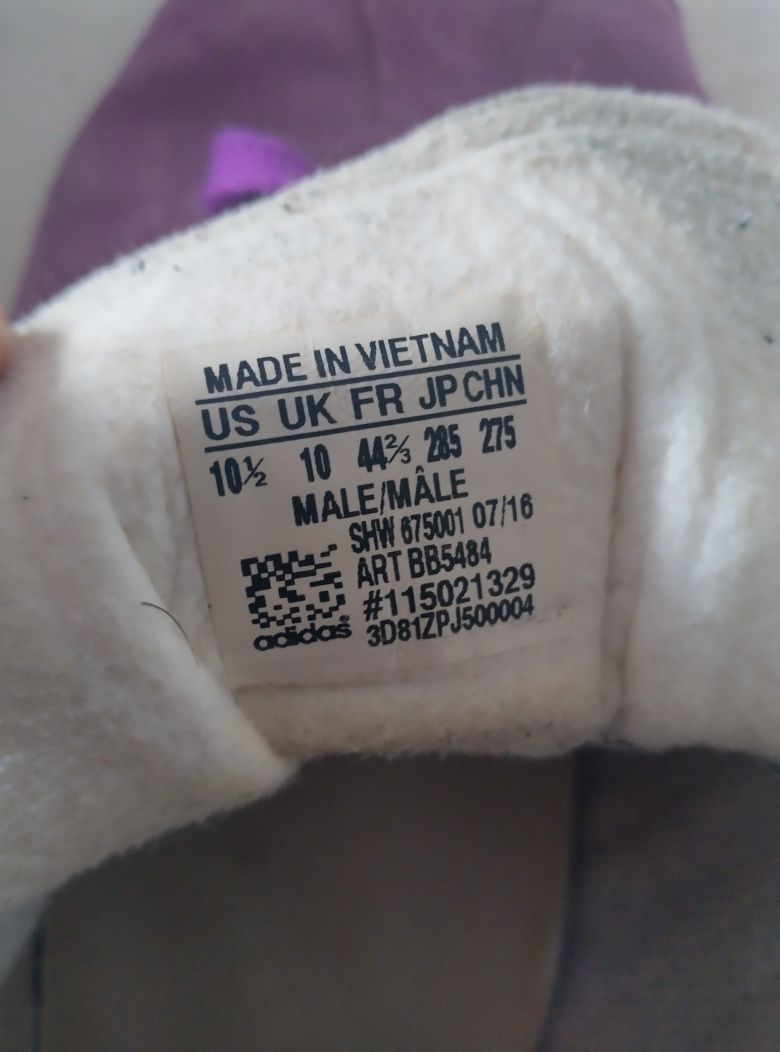 MADE IN VIETNAM
US UK FR JP CHN
10½ 10 44⅔ 285 275
MALE/MÂLE
SHW 675001 07/16
ART BB5484
#115021329
adidas® 3D81ZPJ500004